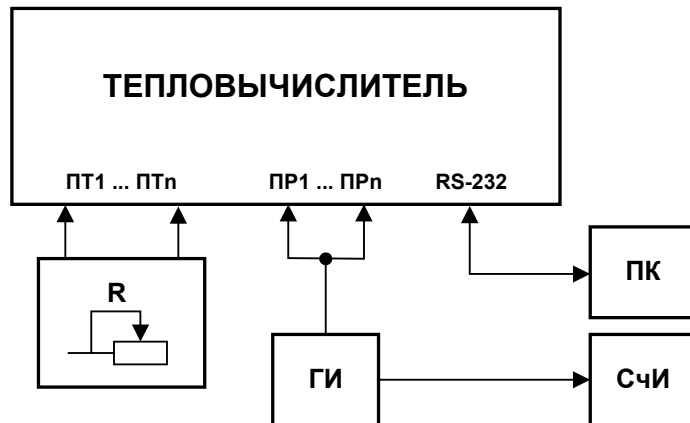 ТЕПЛОВЫЧИСЛИТЕЛЬ
ПТ1 ... ПТn ПР1 ... ПРn RS-232
R
ПК
ГИ
СчИ